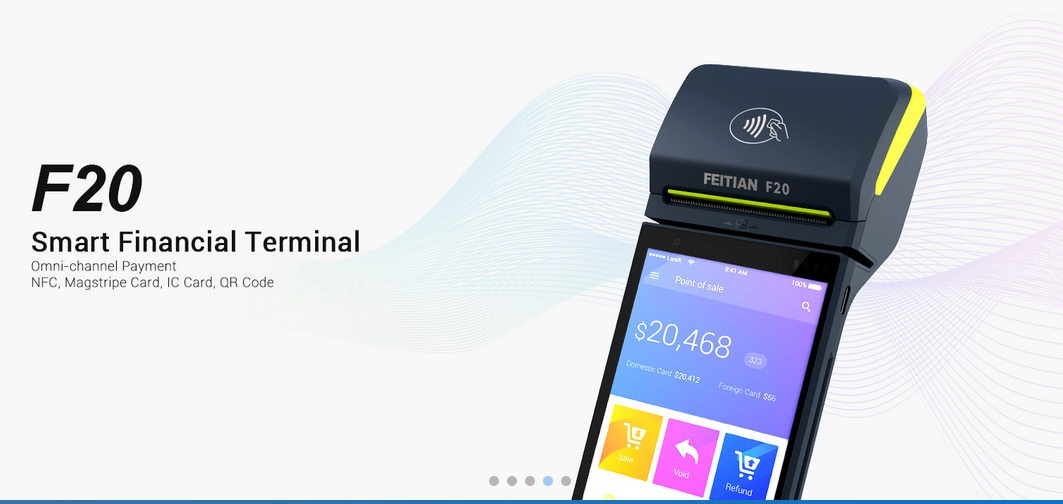 F20
Smart Financial Terminal
Omni-channel Payment
NFC, Magstripe Card, IC Card, QR Code
FEITIAN F20
9:41 AM
100%
Point of sale
$20,468
323
Domestic Card $20,412
Foreign Card $56
Sale
Void
Refund